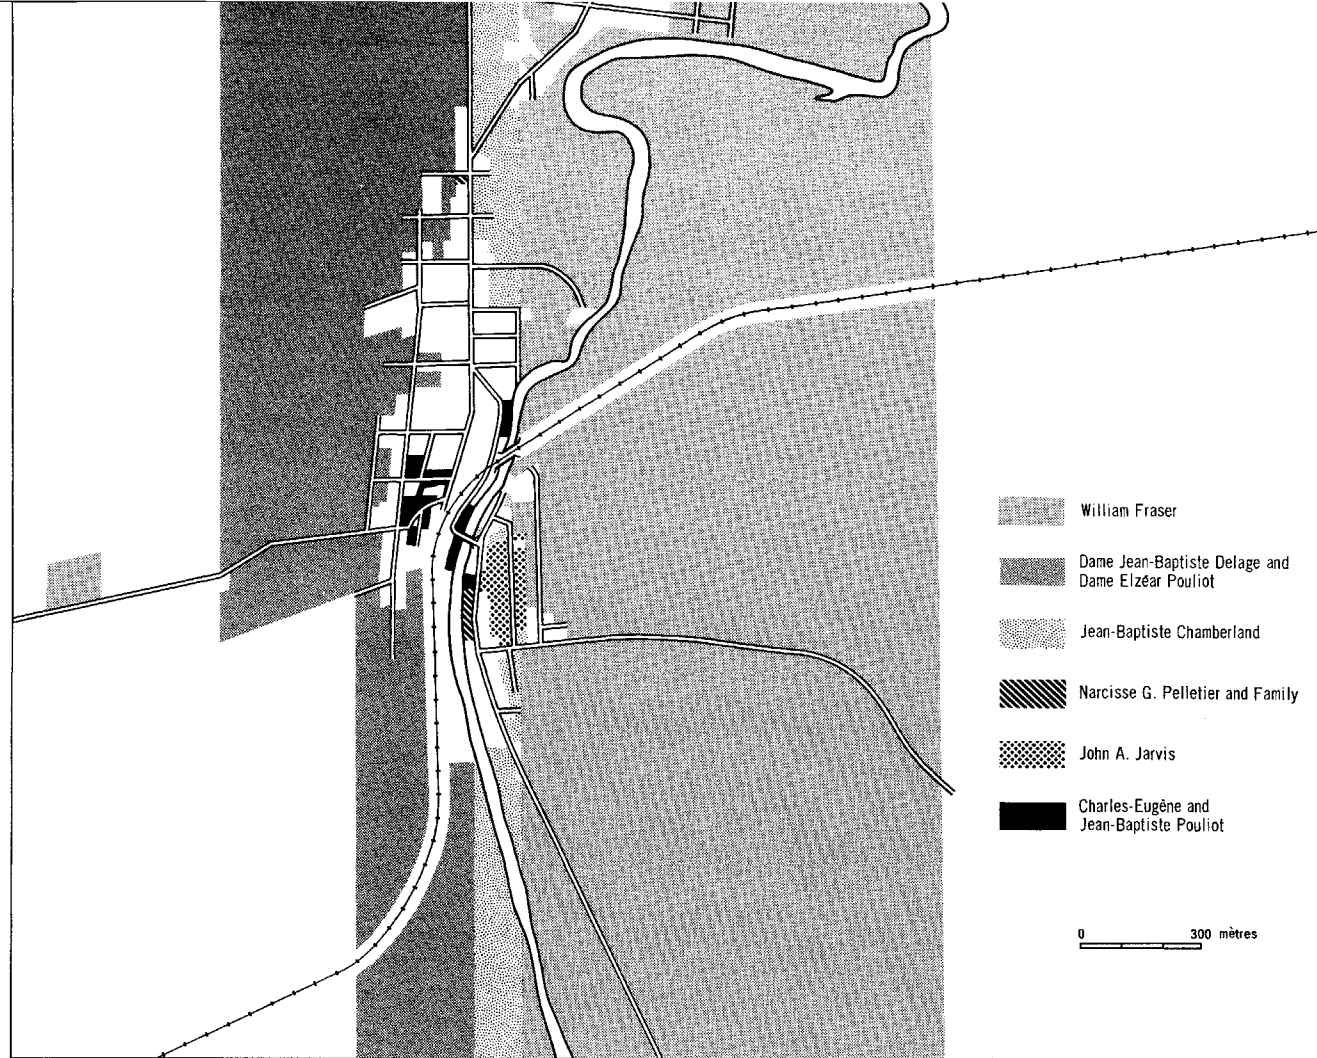 William Fraser
Dame Jean-Baptiste Delage and
Dame Elzéar Pouliot
Jean-Baptiste Chamberland
Narcisse G. Pelletier and Family
John A. Jarvis
Charles-Eugène and
Jean-Baptiste Pouliot
0 300 mètres